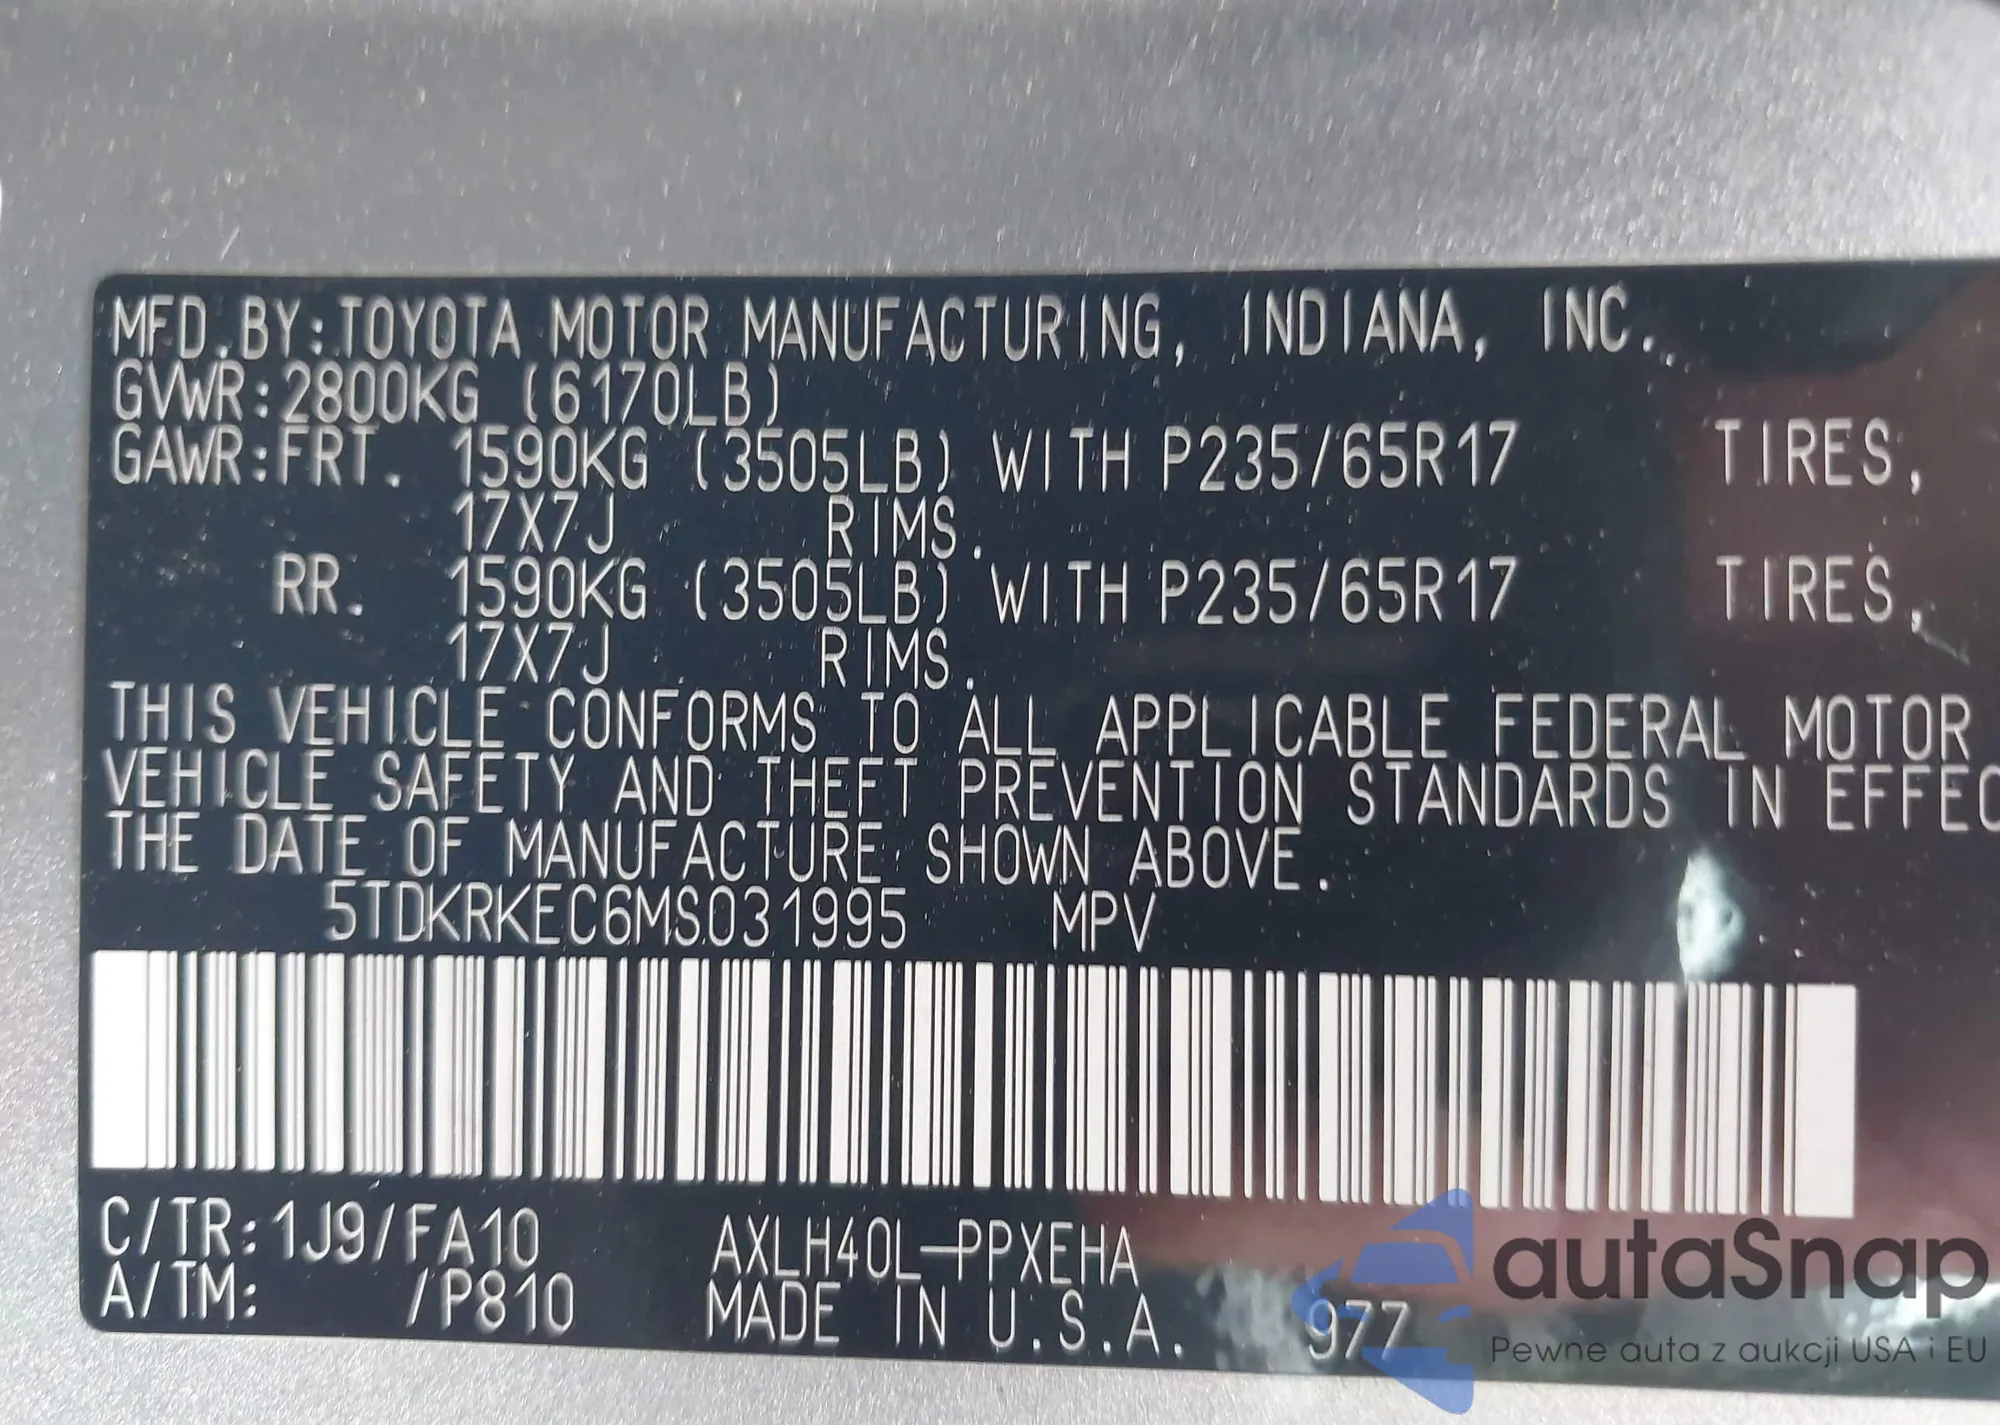 MFD.BY:TOYOTA MOTOR MANUFACTURING, INDIANA, INC.
GVWR:2800KG (6170LB)
GAWR:FRT. 1590KG (3505LB) WITH P235/65R17 TIRES,
17X7J RIMS.
RR. 1590KG (3505LB) WITH P235/65R17 TIRES,
17X7J RIMS.
THIS VEHICLE CONFORMS TO ALL APPLICABLE FEDERAL MOTOR
VEHICLE SAFETY AND THEFT PREVENTION STANDARDS IN EFFEC
THE DATE OF MANUFACTURE SHOWN ABOVE.
5TDKRKEC6MS031995 MPV
C/TR:1J9/FA10 AXLH40L-PPXEHA
A/TM: /P810 MADE IN U.S.A. 977
autaSnap
Pewne auta z aukcji USA i EU